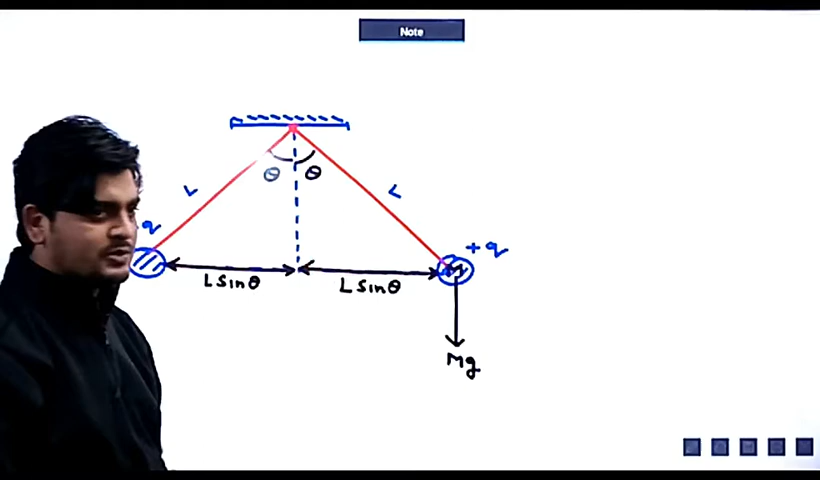 Note
θ θ
L L
q
+q
M
L sinθ L sinθ
Mg